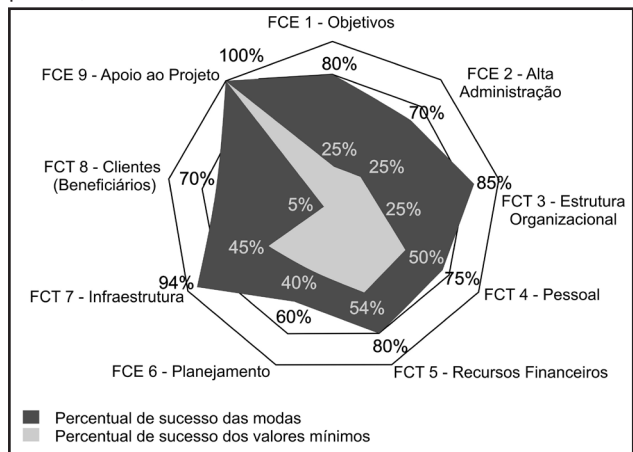 FCE 1 - Objetivos
100%
80%
FCE 9 - Apoio ao Projeto
FCE 2 - Alta
Administração
70%
25%
25%
FCT 8 - Clientes
(Beneficiários)
70%
85%
5%
25%
FCT 3 - Estrutura
Organizacional
45%
50%
94%
40%
75%
FCT 7 - Infraestrutura
FCT 4 - Pessoal
54%
60%
80%
FCE 6 - Planejamento
FCT 5 - Recursos Financeiros
Percentual de sucesso das modas
Percentual de sucesso dos valores mínimos